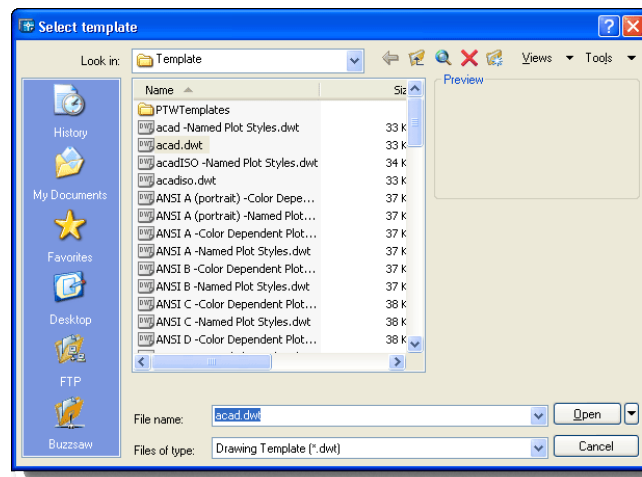 Select template
Look in: Template Views Tools
Name Siz Preview
History
My Documents
Favorites
Desktop
FTP
Buzzsaw
PTWTemplates
acad -Named Plot Styles.dwt 33 K
acad.dwt 33 K
acadISO -Named Plot Styles.dwt 34 K
acadiso.dwt 33 K
ANSI A (portrait) -Color Depe... 37 K
ANSI A (portrait) -Named Plot... 37 K
ANSI A -Color Dependent Plot... 37 K
ANSI A -Named Plot Styles.dwt 37 K
ANSI B -Color Dependent Plot... 37 K
ANSI B -Named Plot Styles.dwt 37 K
ANSI C -Color Dependent Plot... 38 K
ANSI C -Named Plot Styles.dwt 38 K
ANSI D -Color Dependent Plot... 38 K
File name: acad.dwt Open
Files of type: Drawing Template (*.dwt) Cancel